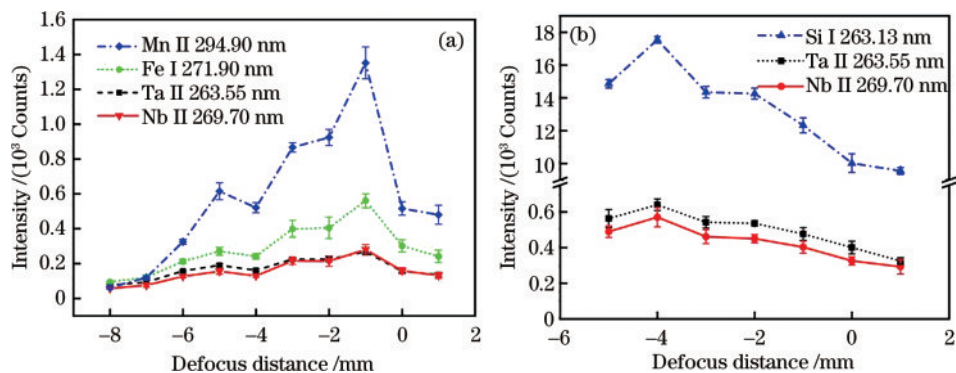 (a)
Mn II 294.90 nm
Fe I 271.90 nm
Ta II 263.55 nm
Nb II 269.70 nm
1.6
1.4
1.2
1.0
0.8
0.6
0.4
0.2
0
Intensity /(10³ Counts)
−8 −6 −4 −2 0 2
Defocus distance /mm
(b)
Si I 263.13 nm
Ta II 263.55 nm
Nb II 269.70 nm
18
16
14
12
10
0.6
0.4
0.2
0
Intensity /(10³ Counts)
−6 −4 −2 0 2
Defocus distance /mm